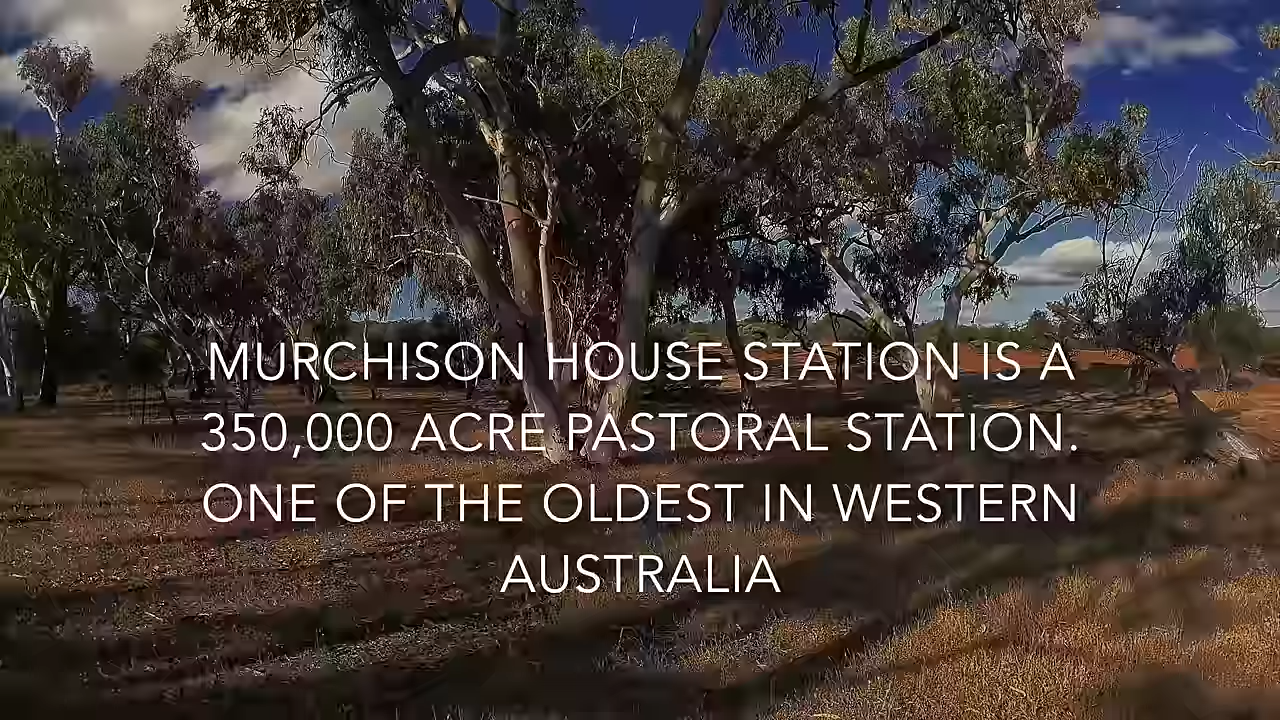 MURCHISON HOUSE STATION IS A
350,000 ACRE PASTORAL STATION.
ONE OF THE OLDEST IN WESTERN
AUSTRALIA